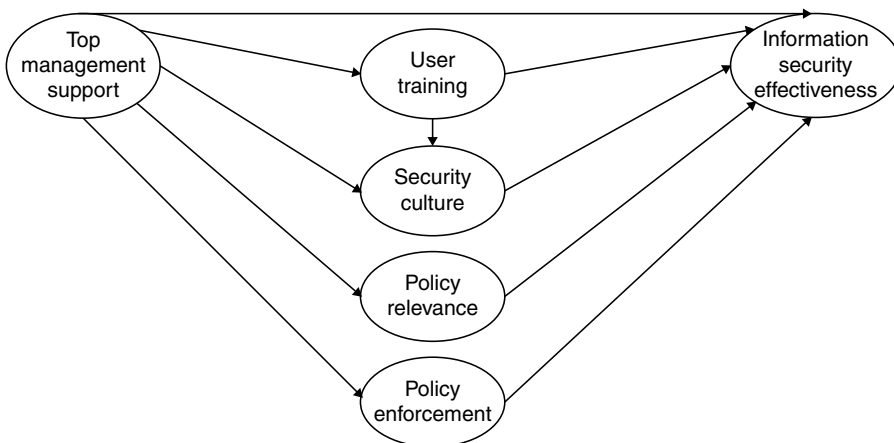 Top
management
support
User
training
Information
security
effectiveness
Security
culture
Policy
relevance
Policy
enforcement